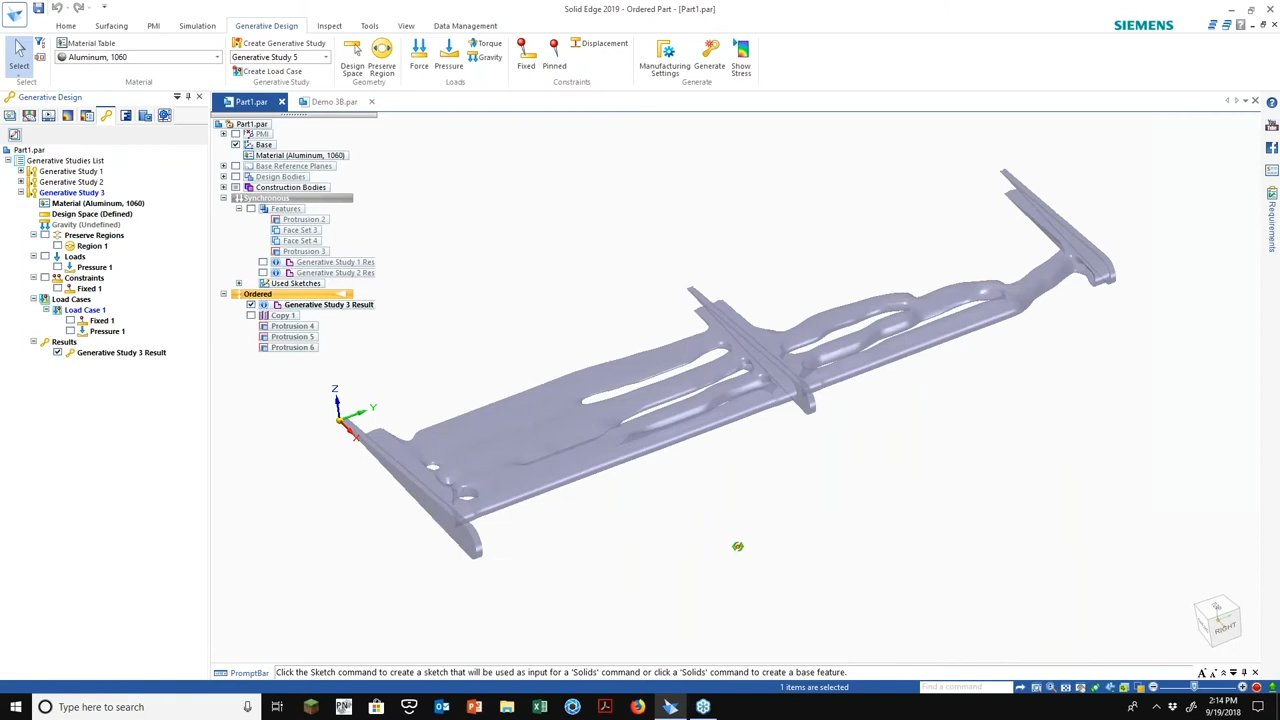 Solid Edge 2019 - Ordered Part - [Part1.par]
Home Surfacing PMI Simulation Generative Design Inspect Tools View Data Management
SIEMENS
Select
Material Table
Aluminum, 1060
Create Generative Study
Generative Study 5
Create Load Case
Design Space
Preserve Region
Force
Pressure
Torque
Gravity
Fixed
Pinned
Displacement
Manufacturing Settings
Generate
Show Stress
Select
Material
Generative Study
Geometry
Loads
Constraints
Generate
Generative Design
Part1.par
Generative Studies List
Generative Study 1
Generative Study 2
Generative Study 3
Material (Aluminum, 1060)
Design Space (Defined)
Gravity (Undefined)
Preserve Regions
Region 1
Loads
Pressure 1
Constraints
Fixed 1
Load Cases
Load Case 1
Fixed 1
Pressure 1
Results
Generative Study 3 Result
Part1.par
Demo 3B.par
Part1.par
PMI
Base
Material (Aluminum, 1060)
Base Reference Planes
Design Bodies
Construction Bodies
Synchronous
Features
Protrusion 2
Face Set 3
Face Set 4
Protrusion 3
Generative Study 1 Res
Generative Study 2 Res
Used Sketches
Ordered
Generative Study 3 Result
Copy 1
Protrusion 4
Protrusion 5
Protrusion 6
Z
Y
X
Requirements
RIGHT
PromptBar
Click the Sketch command to create a sketch that will be used as input for a 'Solids' command or click a 'Solids' command to create a base feature.
1 items are selected
Find a command
Type here to search
2:14 PM
9/19/2018